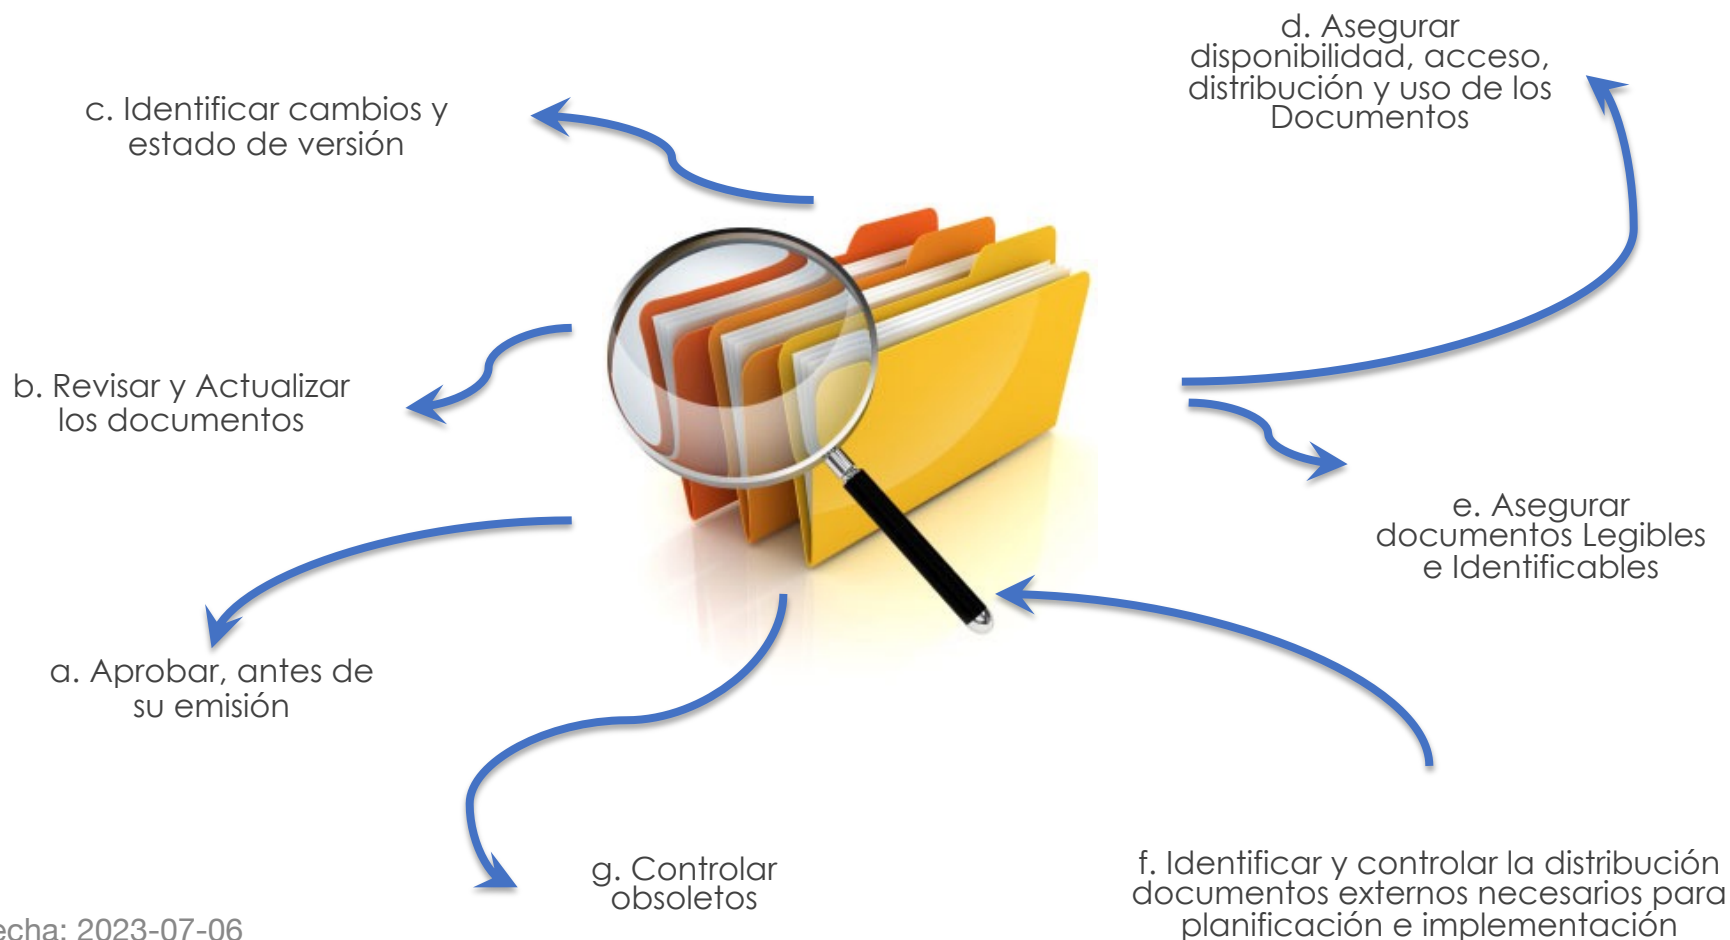 d. Asegurar
disponibilidad, acceso,
distribución y uso de los
Documentos
c. Identificar cambios y
estado de versión
b. Revisar y Actualizar
los documentos
e. Asegurar
documentos Legibles
e Identificables
a. Aprobar, antes de
su emisión
g. Controlar
obsoletos
f. Identificar y controlar la distribución
documentos externos necesarios para
planificación e implementación
echa: 2023-07-06